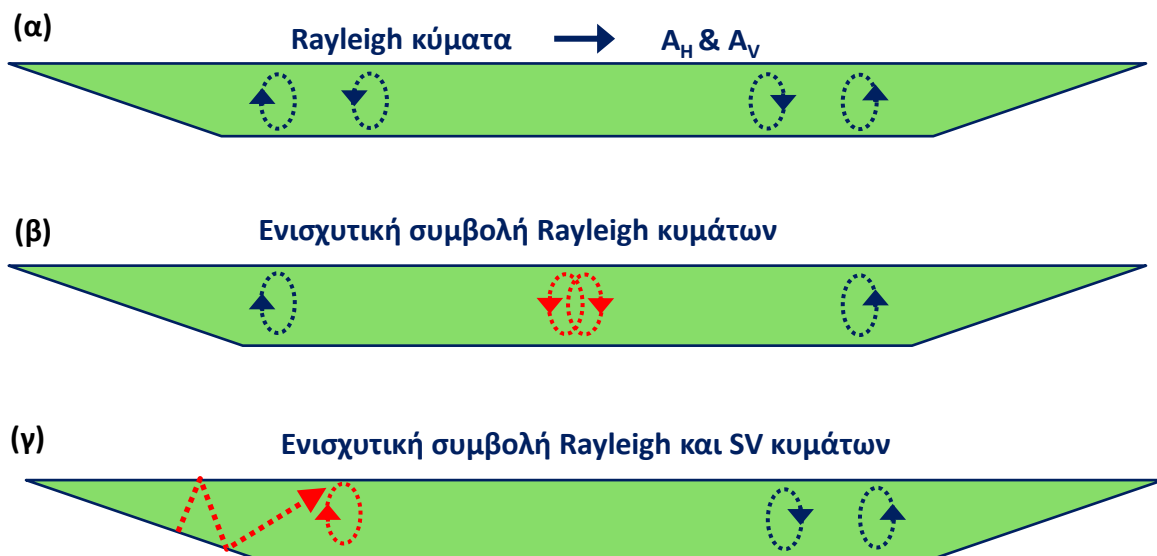 (α)
Rayleigh κύματα A_H & A_V
(β)
Ενισχυτική συμβολή Rayleigh κυμάτων
(γ)
Ενισχυτική συμβολή Rayleigh και SV κυμάτων